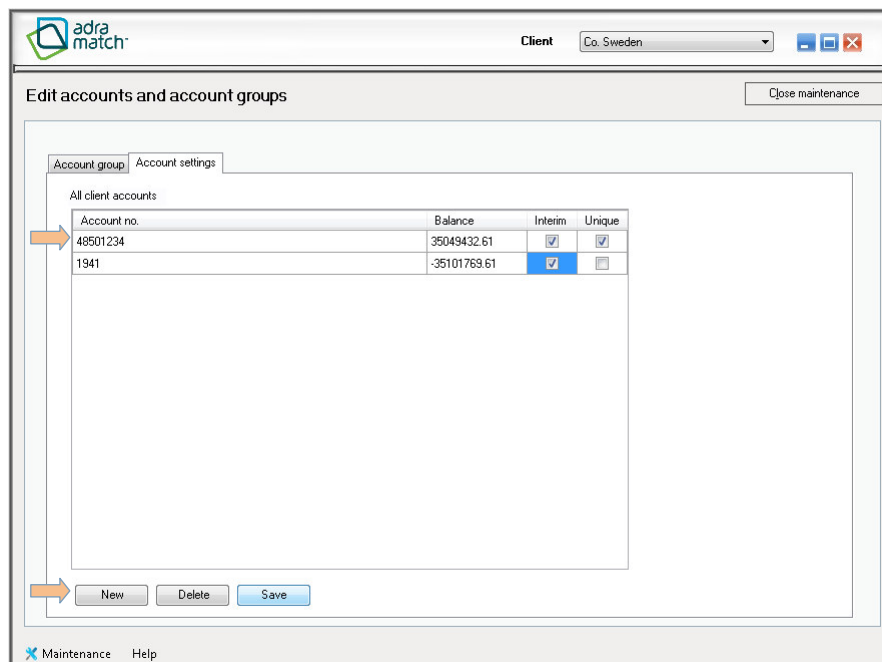 adra
match
Client Co. Sweden
Edit accounts and account groups Close maintenance
Account group Account settings
All client accounts
Account no. Balance Interim Unique
48501234 35049432.61
1941 -35101769.61
New Delete Save
Maintenance Help